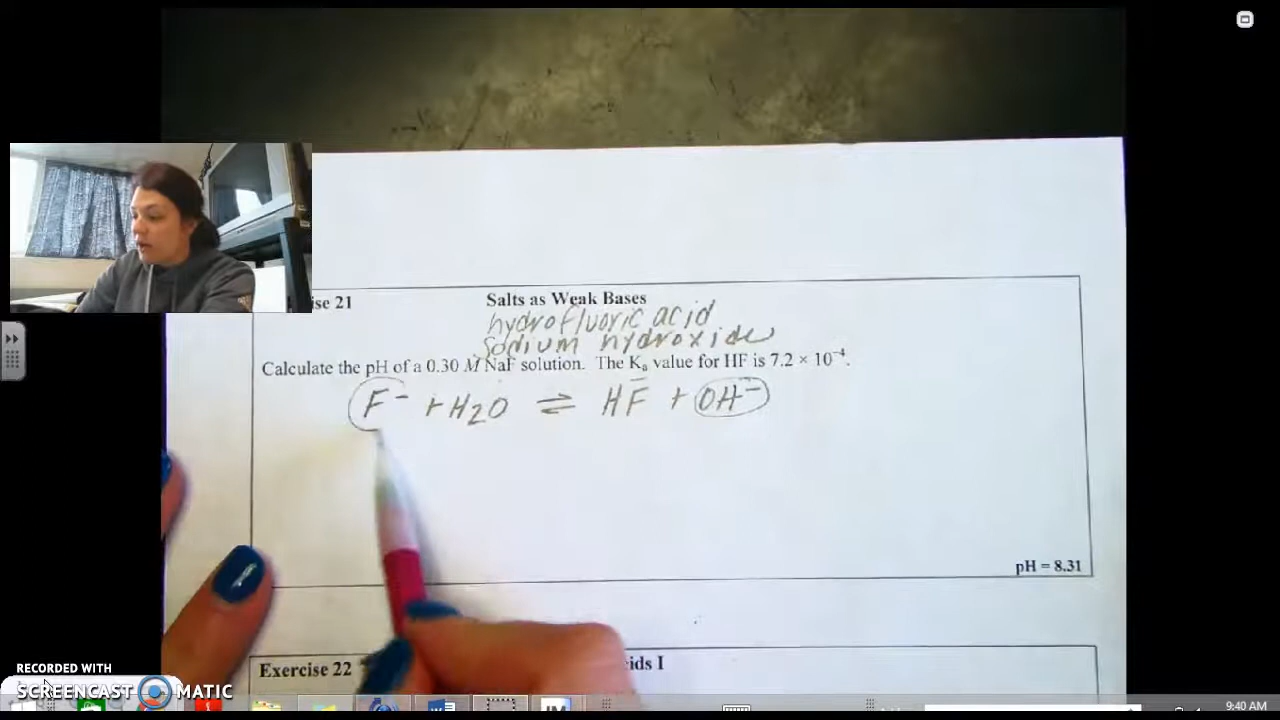 ise 21
Salts as Weak Bases
hydrofluoric acid
sodium hydroxide
Calculate the pH of a 0.30 M NaF solution. The Kₐ value for HF is 7.2 × 10⁻⁴.
F⁻ + H₂O ⇌ HF + OH⁻
pH = 8.31
Exercise 22
ids I
RECORDED WITH
SCREENCAST MATIC
9:40 AM